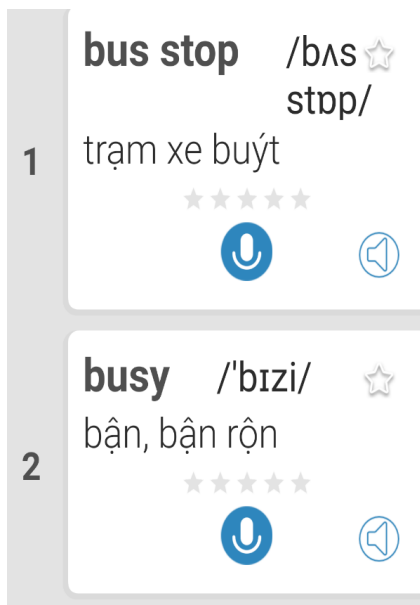 bus stop /bʌs
stɒp/
1
trạm xe buýt
busy /'bɪzi/
bận, bận rộn
2